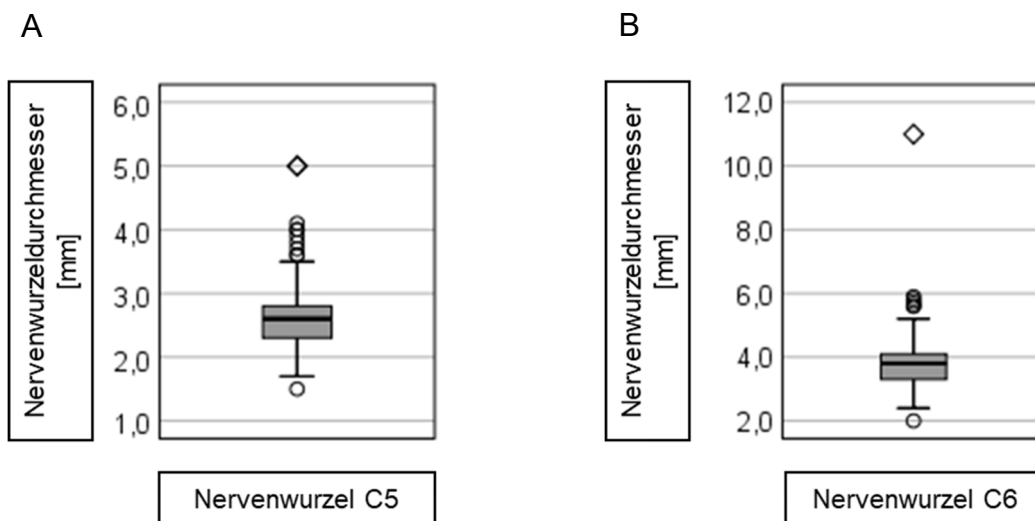 A
Nervenwurzeldurchmesser
[mm]
6,0
5,0
4,0
3,0
2,0
1,0
Nervenwurzel C5
B
Nervenwurzeldurchmesser
[mm]
12,0
10,0
8,0
6,0
4,0
2,0
Nervenwurzel C6